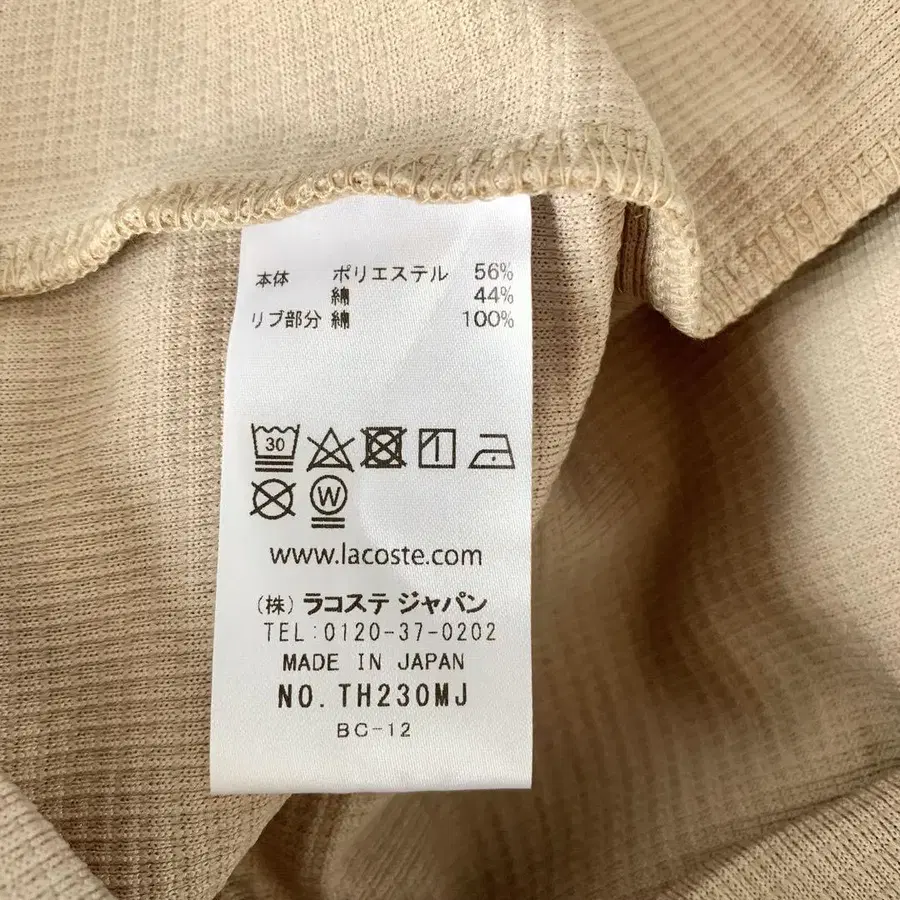 本体 ポリエステル 56%
綿 44%
リブ部分 綿 100%
30
W
www.lacoste.com
(株) ラコステ ジャパン
TEL:0120-37-0202
MADE IN JAPAN
NO. TH230MJ
BC-12